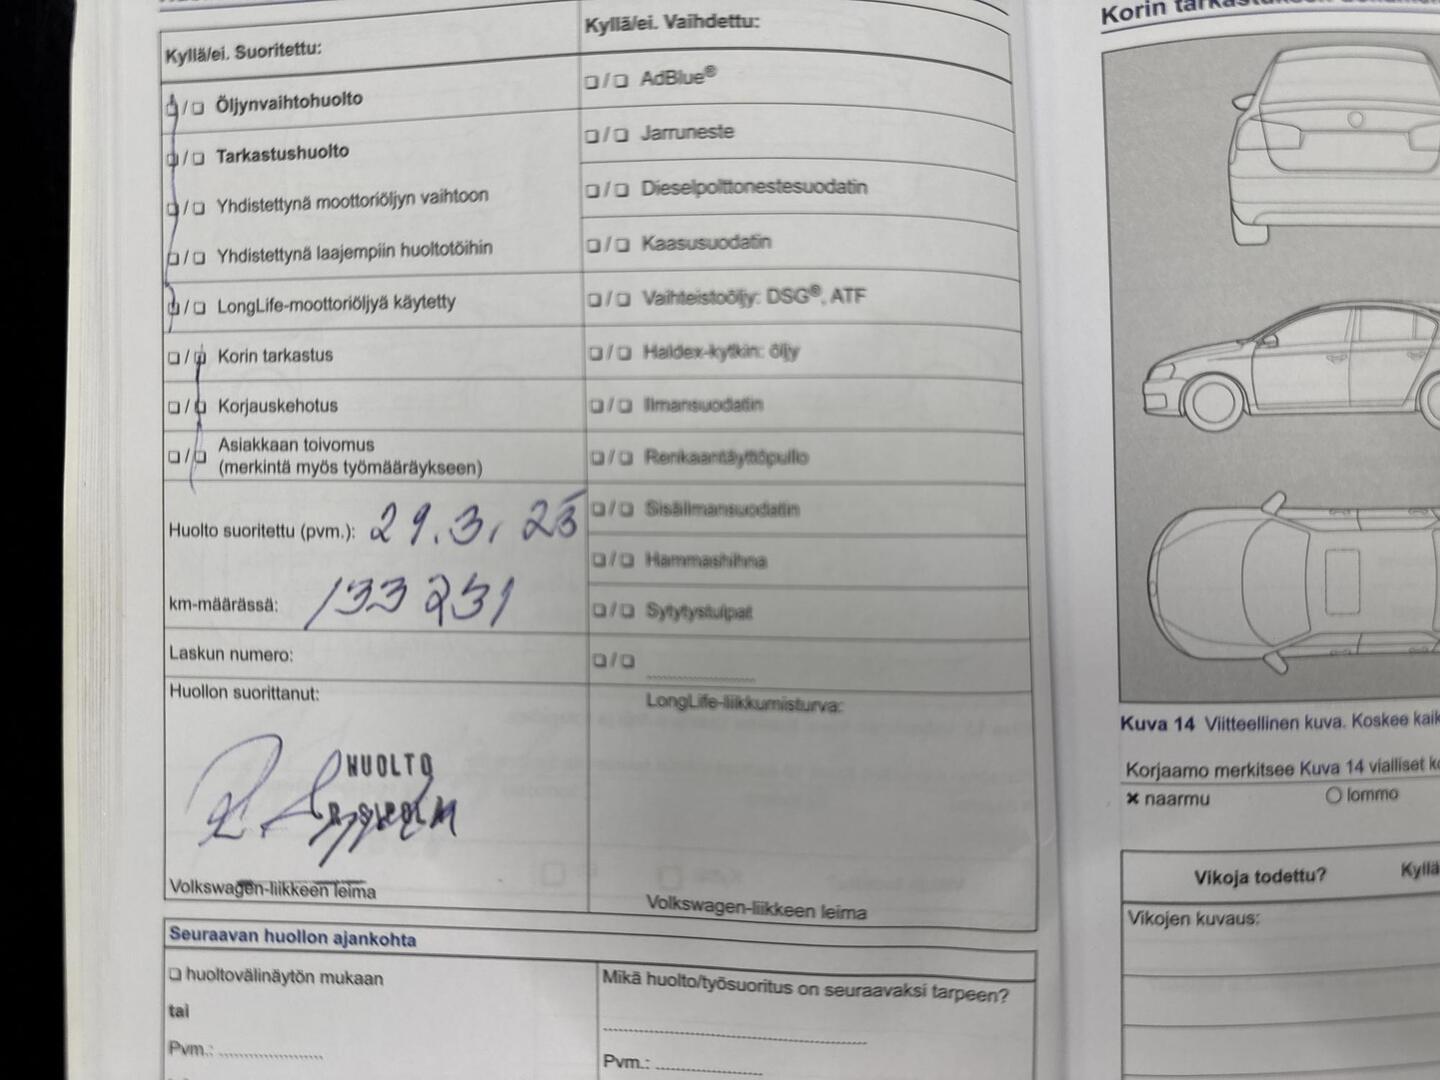 Kyllä/ei. Suoritettu:
❏ / ❏ Öljynvaihtohuolto
❏ / ❏ Tarkastushuolto
❏ / ❏ Yhdistettynä moottoriöljyn vaihtoon
❏ / ❏ Yhdistettynä laajempiin huoltotöihin
❏ / ❏ LongLife-moottoriöljyä käytetty
❏ / ❏ Korin tarkastus
❏ / ❏ Korjauskehotus
❏ / ❏ Asiakkaan toivomus
(merkintä myös työmääräykseen)
Huolto suoritettu (pvm.): 29.3.25
km-määrässä: 133 231
Laskun numero:
Huollon suorittanut:
HUOLTO
Volkswagen-liikkeen leima
Kyllä/ei. Vaihdettu:
❏ / ❏ AdBlue®
❏ / ❏ Jarruneste
❏ / ❏ Dieselpolttonestesuodatin
❏ / ❏ Kaasusuodatin
❏ / ❏ Vaihteistoöljy: DSG®, ATF
❏ / ❏ Haldex-kytkin: öljy
❏ / ❏ Ilmansuodatin
❏ / ❏ Renkaantäyttöpullo
❏ / ❏ Sisäilmansuodatin
❏ / ❏ Hammashihna
❏ / ❏ Sytytystulpat
❏ / ❏
LongLife-liikkumisturva:
Volkswagen-liikkeen leima
Seuraavan huollon ajankohta
❏ huoltovälinäytön mukaan
tai
Pvm.:
Mikä huolto/työsuoritus on seuraavaksi tarpeen?
Pvm.:
Korin
Kuva 14 Viitteellinen kuva. Koskee
Korjaamo merkitsee Kuva 14 vialliset
✖ naarmu
O lommo
Vikoja todettu?
Kyllä
Vikojen kuvaus: